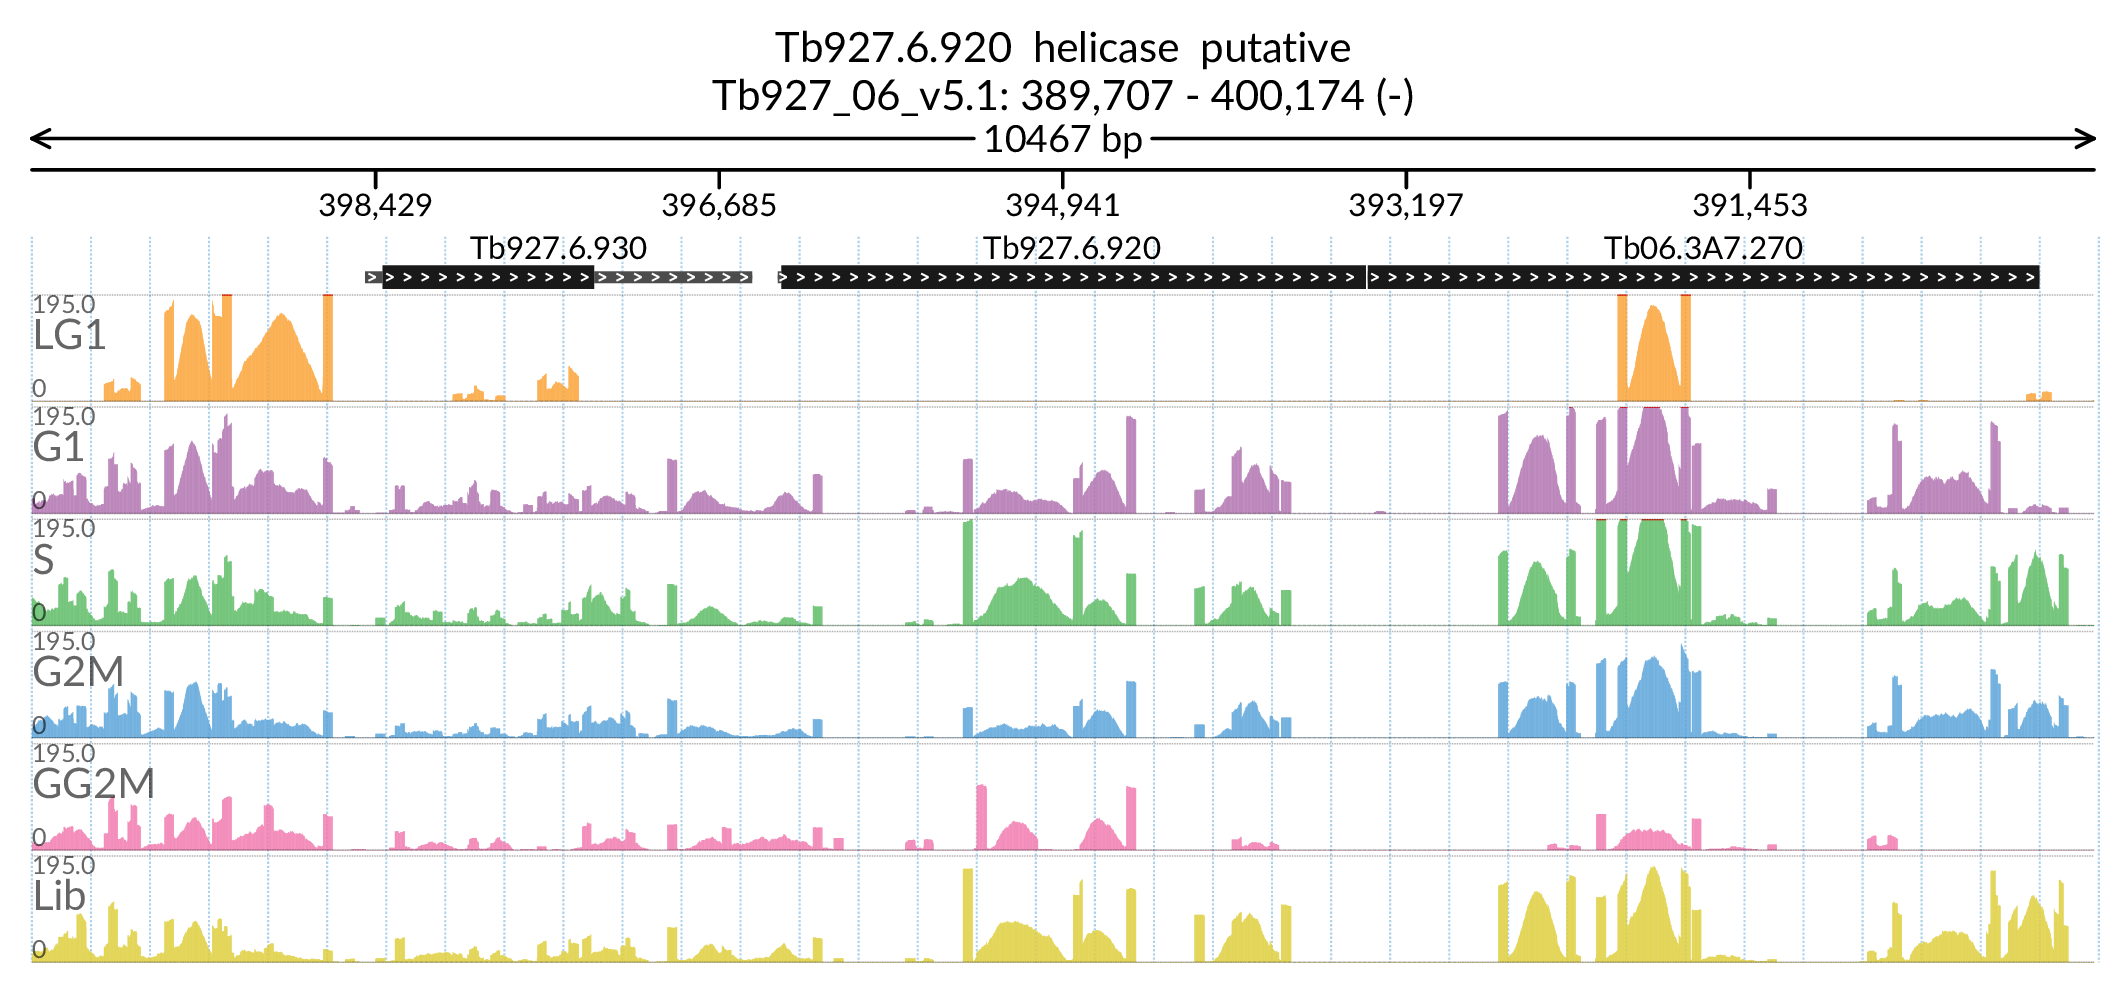 Tb927.6.920 helicase putative
Tb927_06_v5.1: 389,707 - 400,174 (-)
10467 bp
398,429 396,685 394,941 393,197 391,453
Tb927.6.930 Tb927.6.920 Tb06.3A7.270
195.0
LG1
0
195.0
G1
0
195.0
S
0
195.0
G2M
0
195.0
GG2M
0
195.0
Lib
0